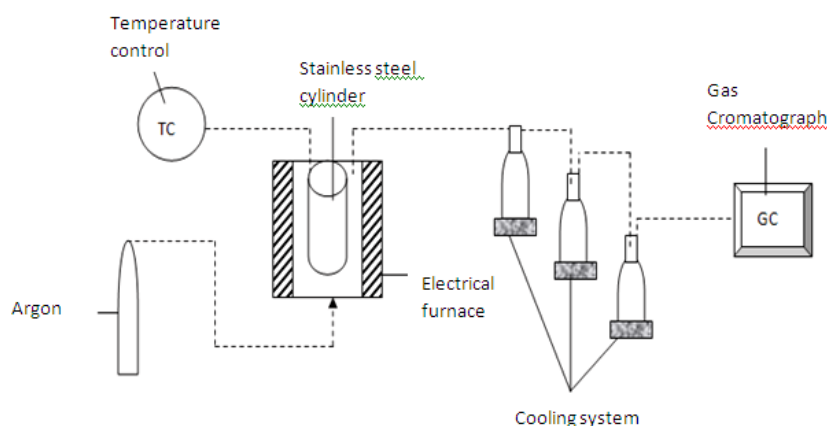 Temperature
control
Stainless steel
cylinder
Gas
Cromatograph
TC
GC
Electrical
furnace
Argon
Cooling system